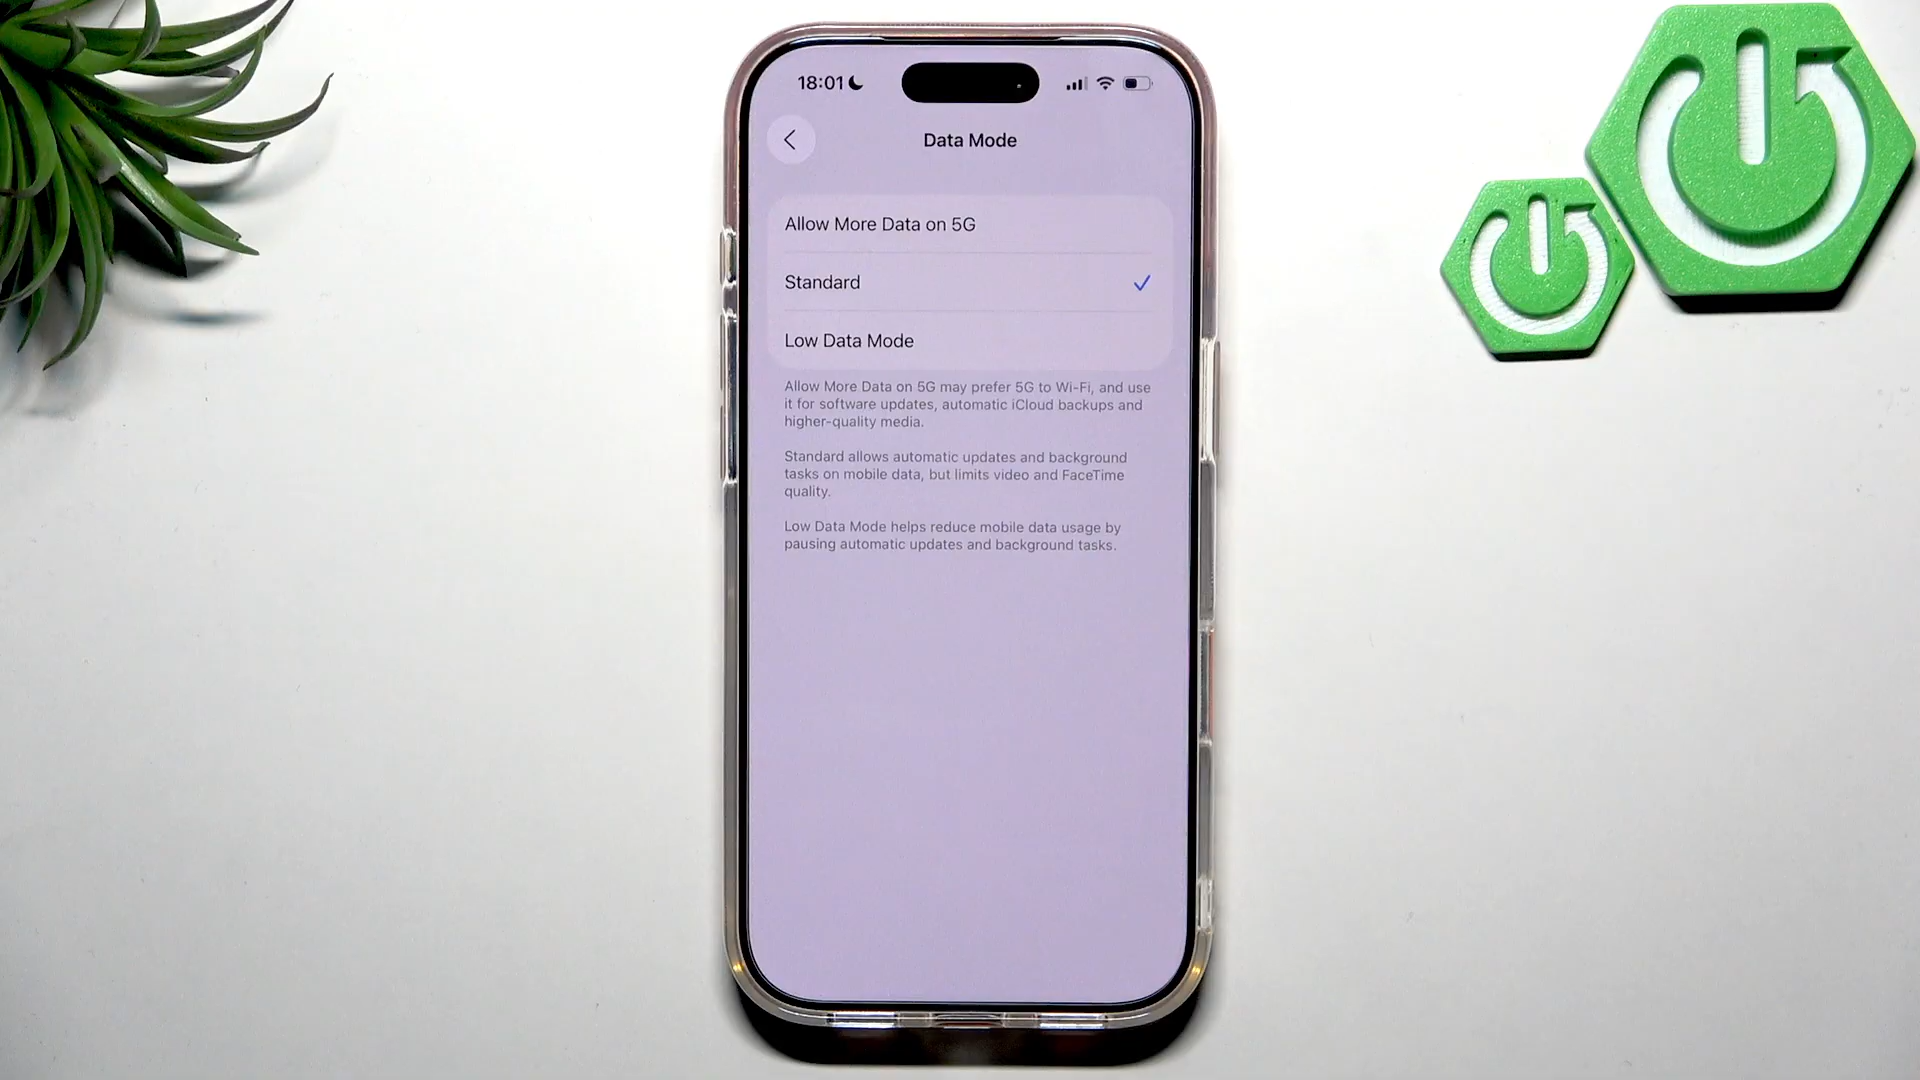 18:01
Data Mode
Allow More Data on 5G
Standard
Low Data Mode
Allow More Data on 5G may prefer 5G to Wi-Fi, and use
it for software updates, automatic iCloud backups and
higher-quality media.
Standard allows automatic updates and background
tasks on mobile data, but limits video and FaceTime
quality.
Low Data Mode helps reduce mobile data usage by
pausing automatic updates and background tasks.